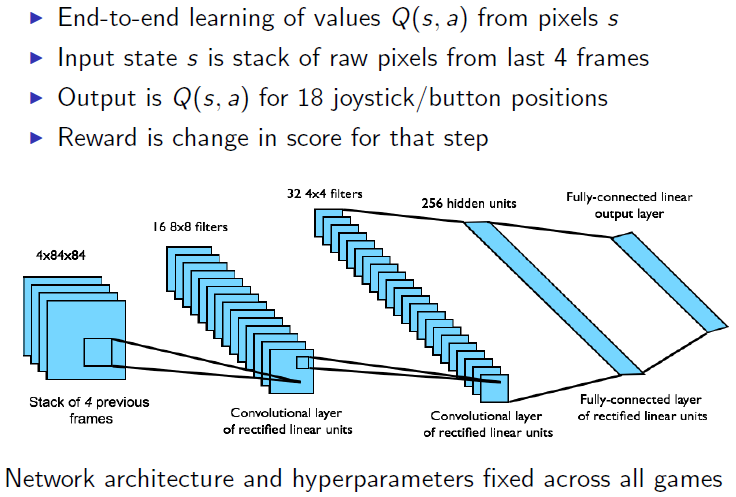 End-to-end learning of values Q(s, a) from pixels s
Input state s is stack of raw pixels from last 4 frames
Output is Q(s, a) for 18 joystick/button positions
Reward is change in score for that step
32 4x4 filters
256 hidden units
Fully-connected linear
output layer
16 8x8 filters
4x84x84
Stack of 4 previous
frames
Convolutional layer
of rectified linear units
Convolutional layer
of rectified linear units
Fully-connected layer
of rectified linear units
Network architecture and hyperparameters fixed across all games